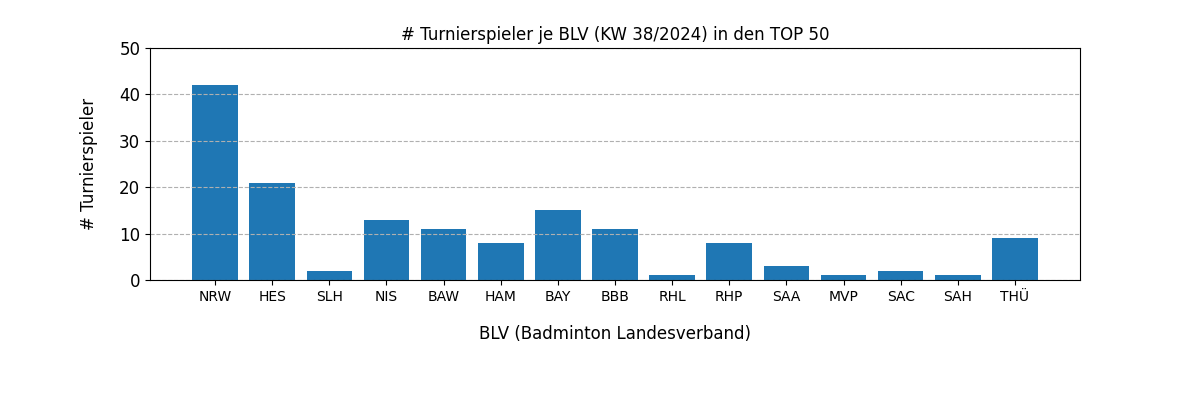 # Turnierspieler je BLV (KW 38/2024) in den TOP 50
# Turnierspieler
50
40
30
20
10
0
NRW HES SLH NIS BAW HAM BAY BBB RHL RHP SAA MVP SAC SAH THÜ
BLV (Badminton Landesverband)